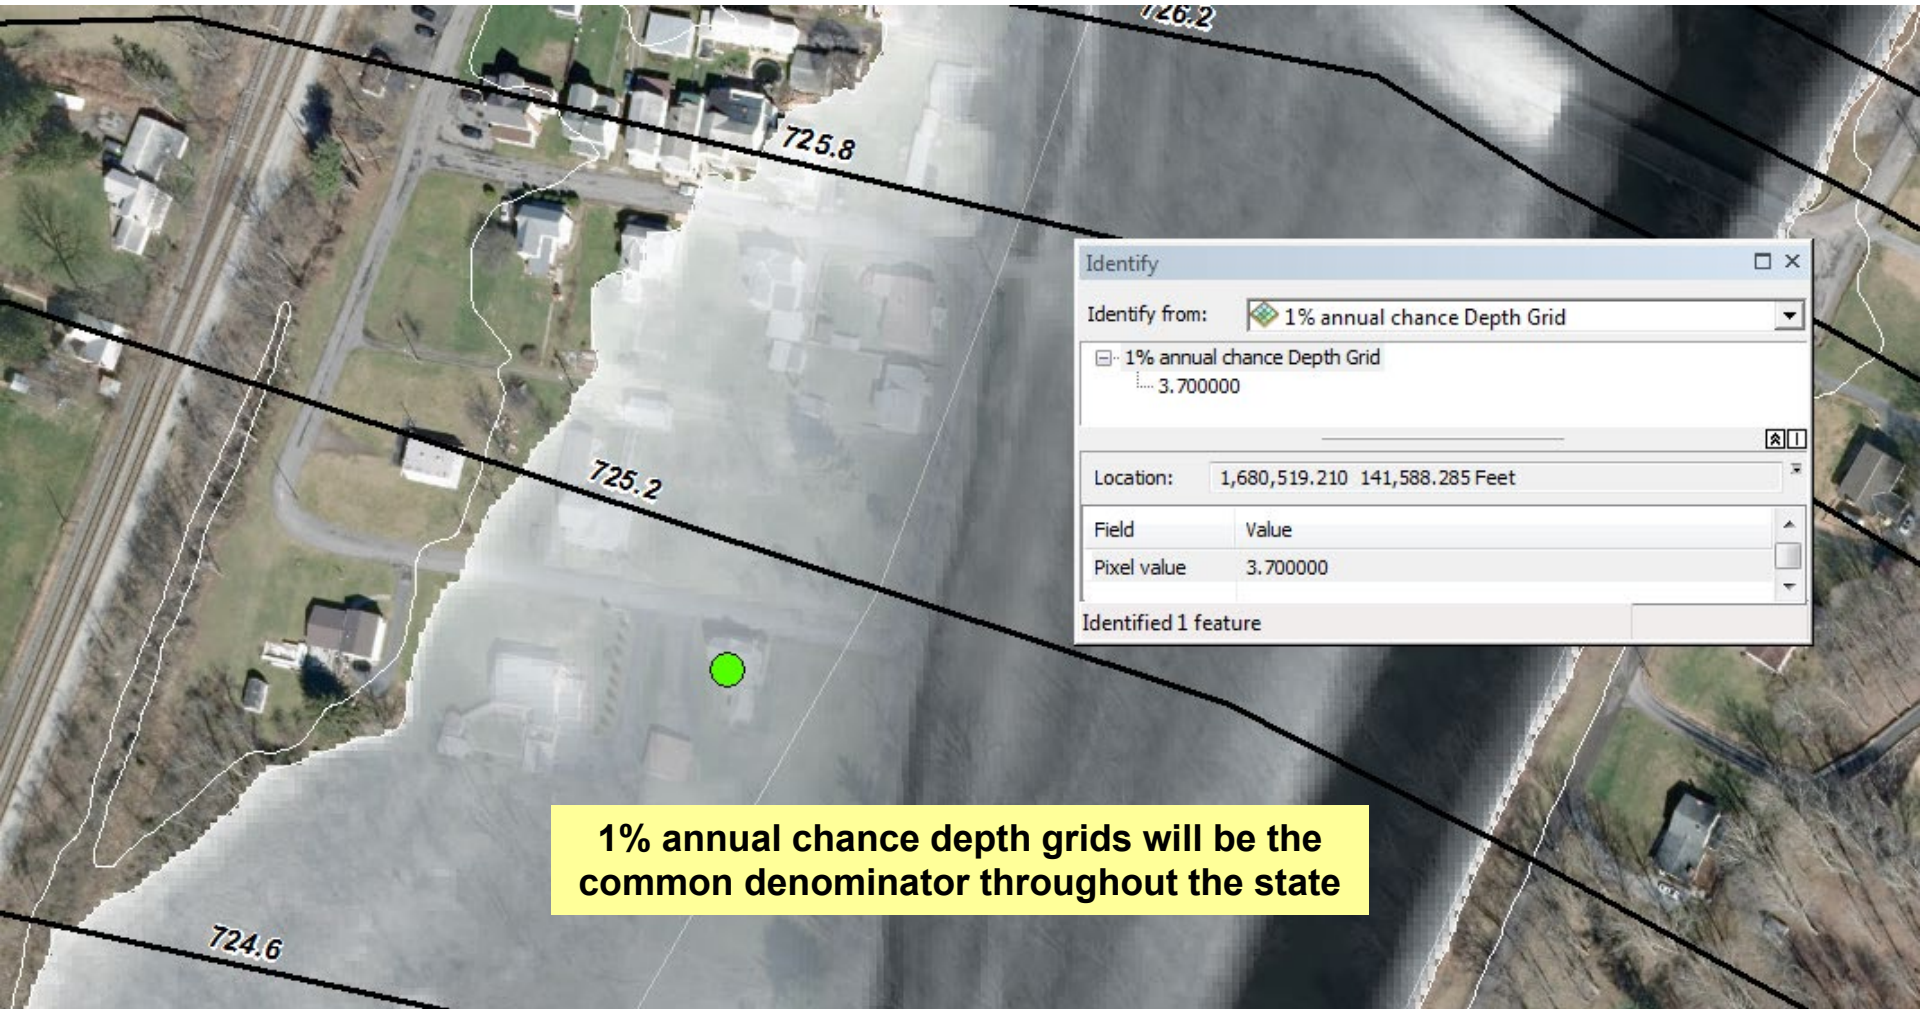 726.2
725.8
Identify
Identify from: 1% annual chance Depth Grid
1% annual chance Depth Grid
3.700000
725.2
Location: 1,680,519.210 141,588.285 Feet
Field Value
Pixel value 3.700000
Identified 1 feature
1% annual chance depth grids will be the
common denominator throughout the state
724.6